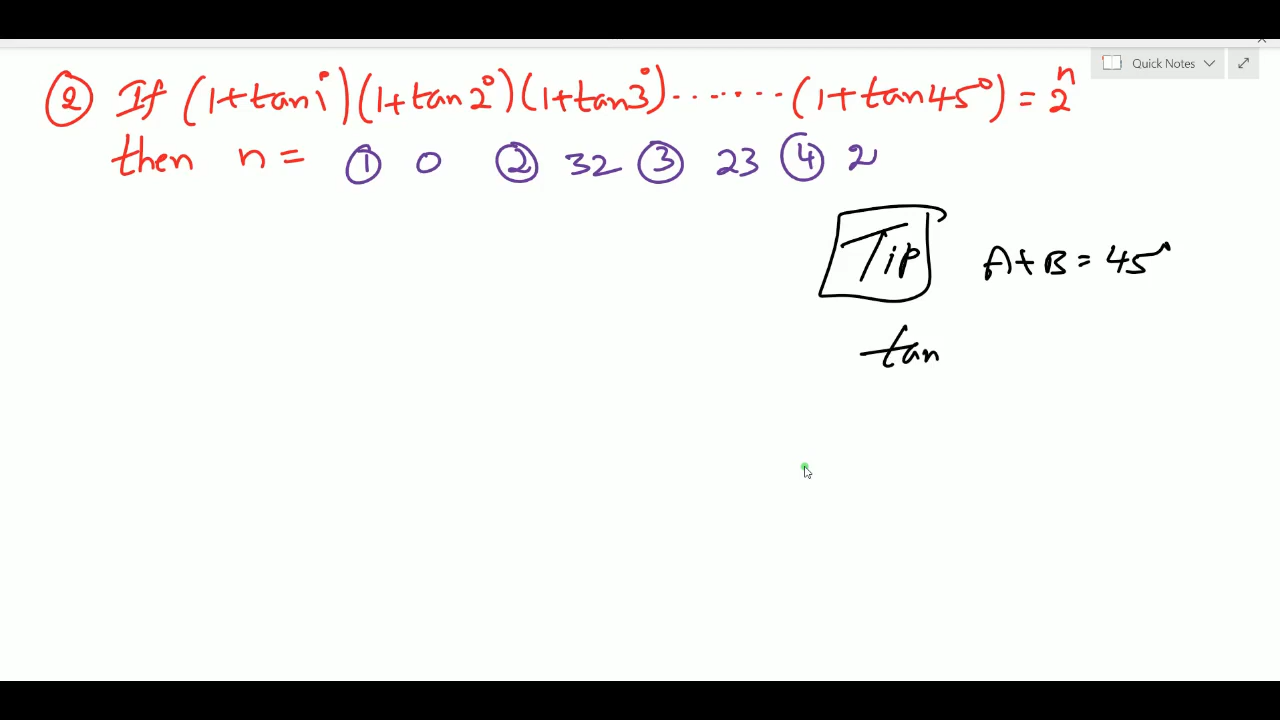 Quick Notes
② If (1+tan1°)(1+tan2°)(1+tan3°)........(1+tan45°) = 2ⁿ
then n = ① 0 ② 32 ③ 23 ④ 2
Tip A+B = 45°
tan